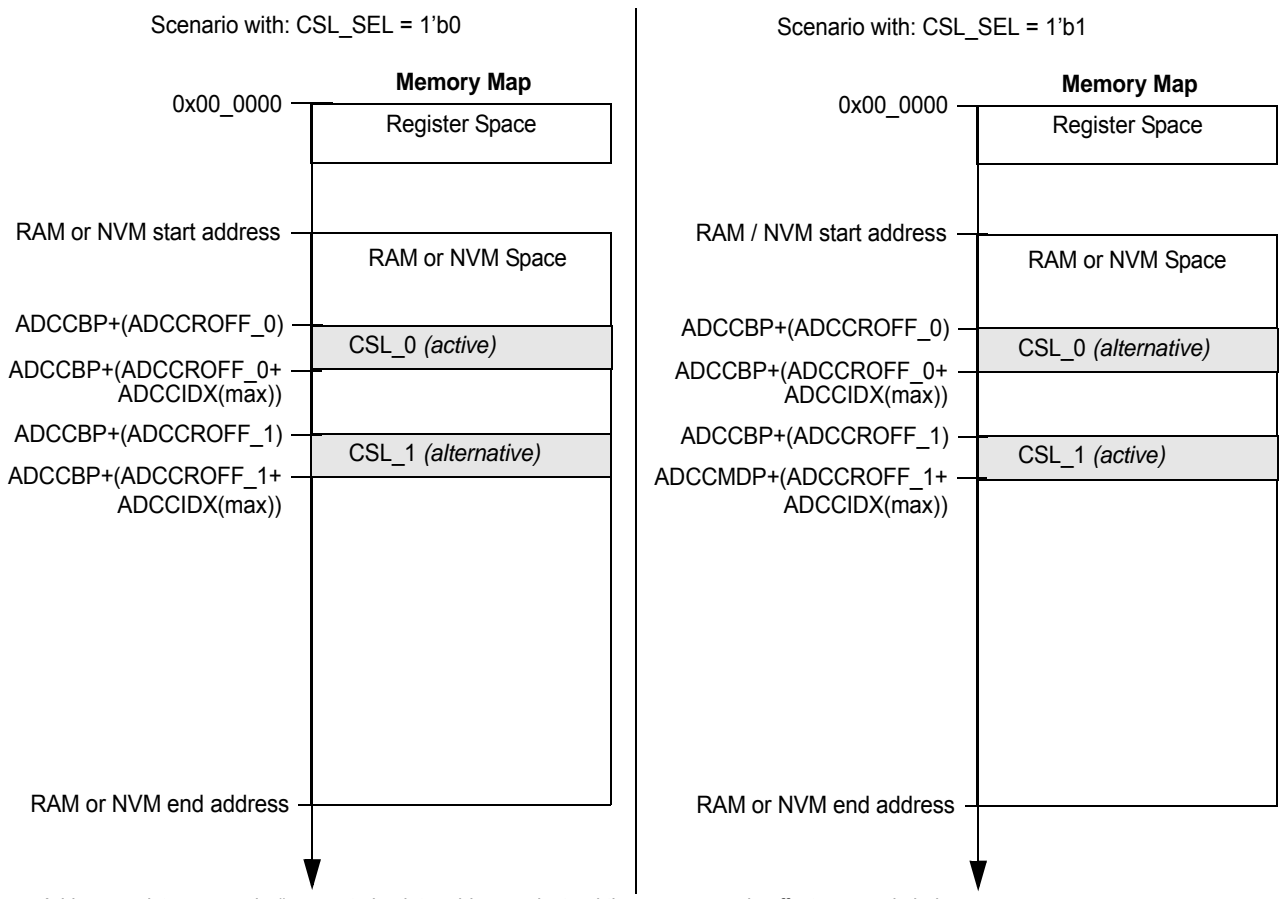 Scenario with: CSL_SEL = 1’b0
Memory Map
0x00_0000
Register Space
RAM or NVM start address
RAM or NVM Space
ADCCBP+(ADCCROFF_0)
CSL_0 (active)
ADCCBP+(ADCCROFF_0+
ADCCIDX(max))
ADCCBP+(ADCCROFF_1)
CSL_1 (alternative)
ADCCBP+(ADCCROFF_1+
ADCCIDX(max))
RAM or NVM end address
Scenario with: CSL_SEL = 1’b1
Memory Map
0x00_0000
Register Space
RAM / NVM start address
RAM or NVM Space
ADCCBP+(ADCCROFF_0)
CSL_0 (alternative)
ADCCBP+(ADCCROFF_0+
ADCCIDX(max))
ADCCBP+(ADCCROFF_1)
CSL_1 (active)
ADCCMDP+(ADCCROFF_1+
ADCCIDX(max))
RAM or NVM end address